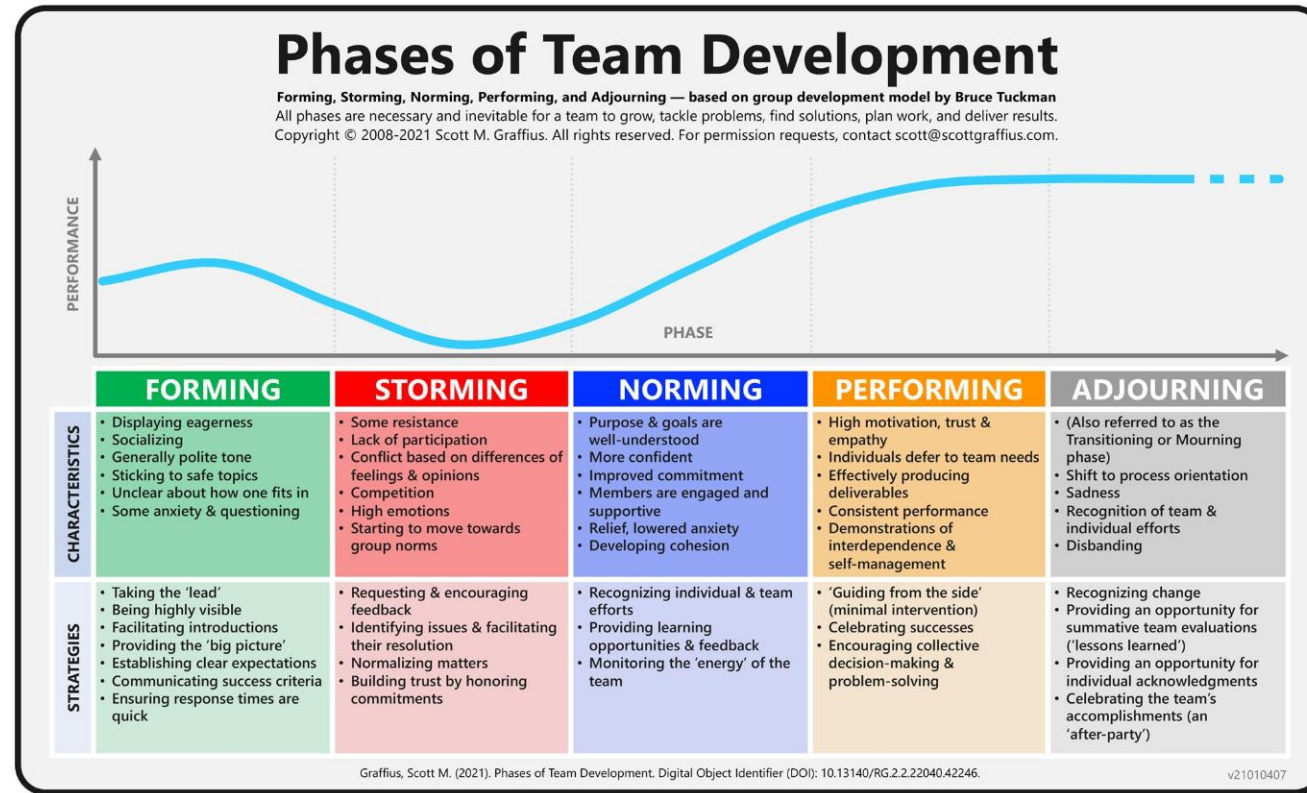 Phases of Team Development
Forming, Storming, Norming, Performing, and Adjourning — based on group development model by Bruce Tuckman
All phases are necessary and inevitable for a team to grow, tackle problems, find solutions, plan work, and deliver results.
Copyright © 2008-2021 Scott M. Graffius. All rights reserved. For permission requests, contact scott@scottgraffius.com.
PERFORMANCE
PHASE
FORMING
STORMING
NORMING
PERFORMING
ADJOURNING
CHARACTERISTICS
• Displaying eagerness
• Socializing
• Generally polite tone
• Sticking to safe topics
• Unclear about how one fits in
• Some anxiety & questioning
• Some resistance
• Lack of participation
• Conflict based on differences of
feelings & opinions
• Competition
• High emotions
• Starting to move towards
group norms
• Purpose & goals are
well-understood
• More confident
• Improved commitment
• Members are engaged and
supportive
• Relief, lowered anxiety
• Developing cohesion
• High motivation, trust &
empathy
• Individuals defer to team needs
• Effectively producing
deliverables
• Consistent performance
• Demonstrations of
interdependence &
self-management
• (Also referred to as the
Transitioning or Mourning
phase)
• Shift to process orientation
• Sadness
• Recognition of team &
individual efforts
• Disbanding
STRATEGIES
• Taking the ‘lead’
• Being highly visible
• Facilitating introductions
• Providing the ‘big picture’
• Establishing clear expectations
• Communicating success criteria
• Ensuring response times are
quick
• Requesting & encouraging
feedback
• Identifying issues & facilitating
their resolution
• Normalizing matters
• Building trust by honoring
commitments
• Recognizing individual & team
efforts
• Providing learning
opportunities & feedback
• Monitoring the ‘energy’ of the
team
• ‘Guiding from the side’
(minimal intervention)
• Celebrating successes
• Encouraging collective
decision-making &
problem-solving
• Recognizing change
• Providing an opportunity for
summative team evaluations
(‘lessons learned’)
• Providing an opportunity for
individual acknowledgments
• Celebrating the team’s
accomplishments (an
‘after-party’)
Graffius, Scott M. (2021). Phases of Team Development. Digital Object Identifier (DOI): 10.13140/RG.2.2.22040.42246.
v21010407